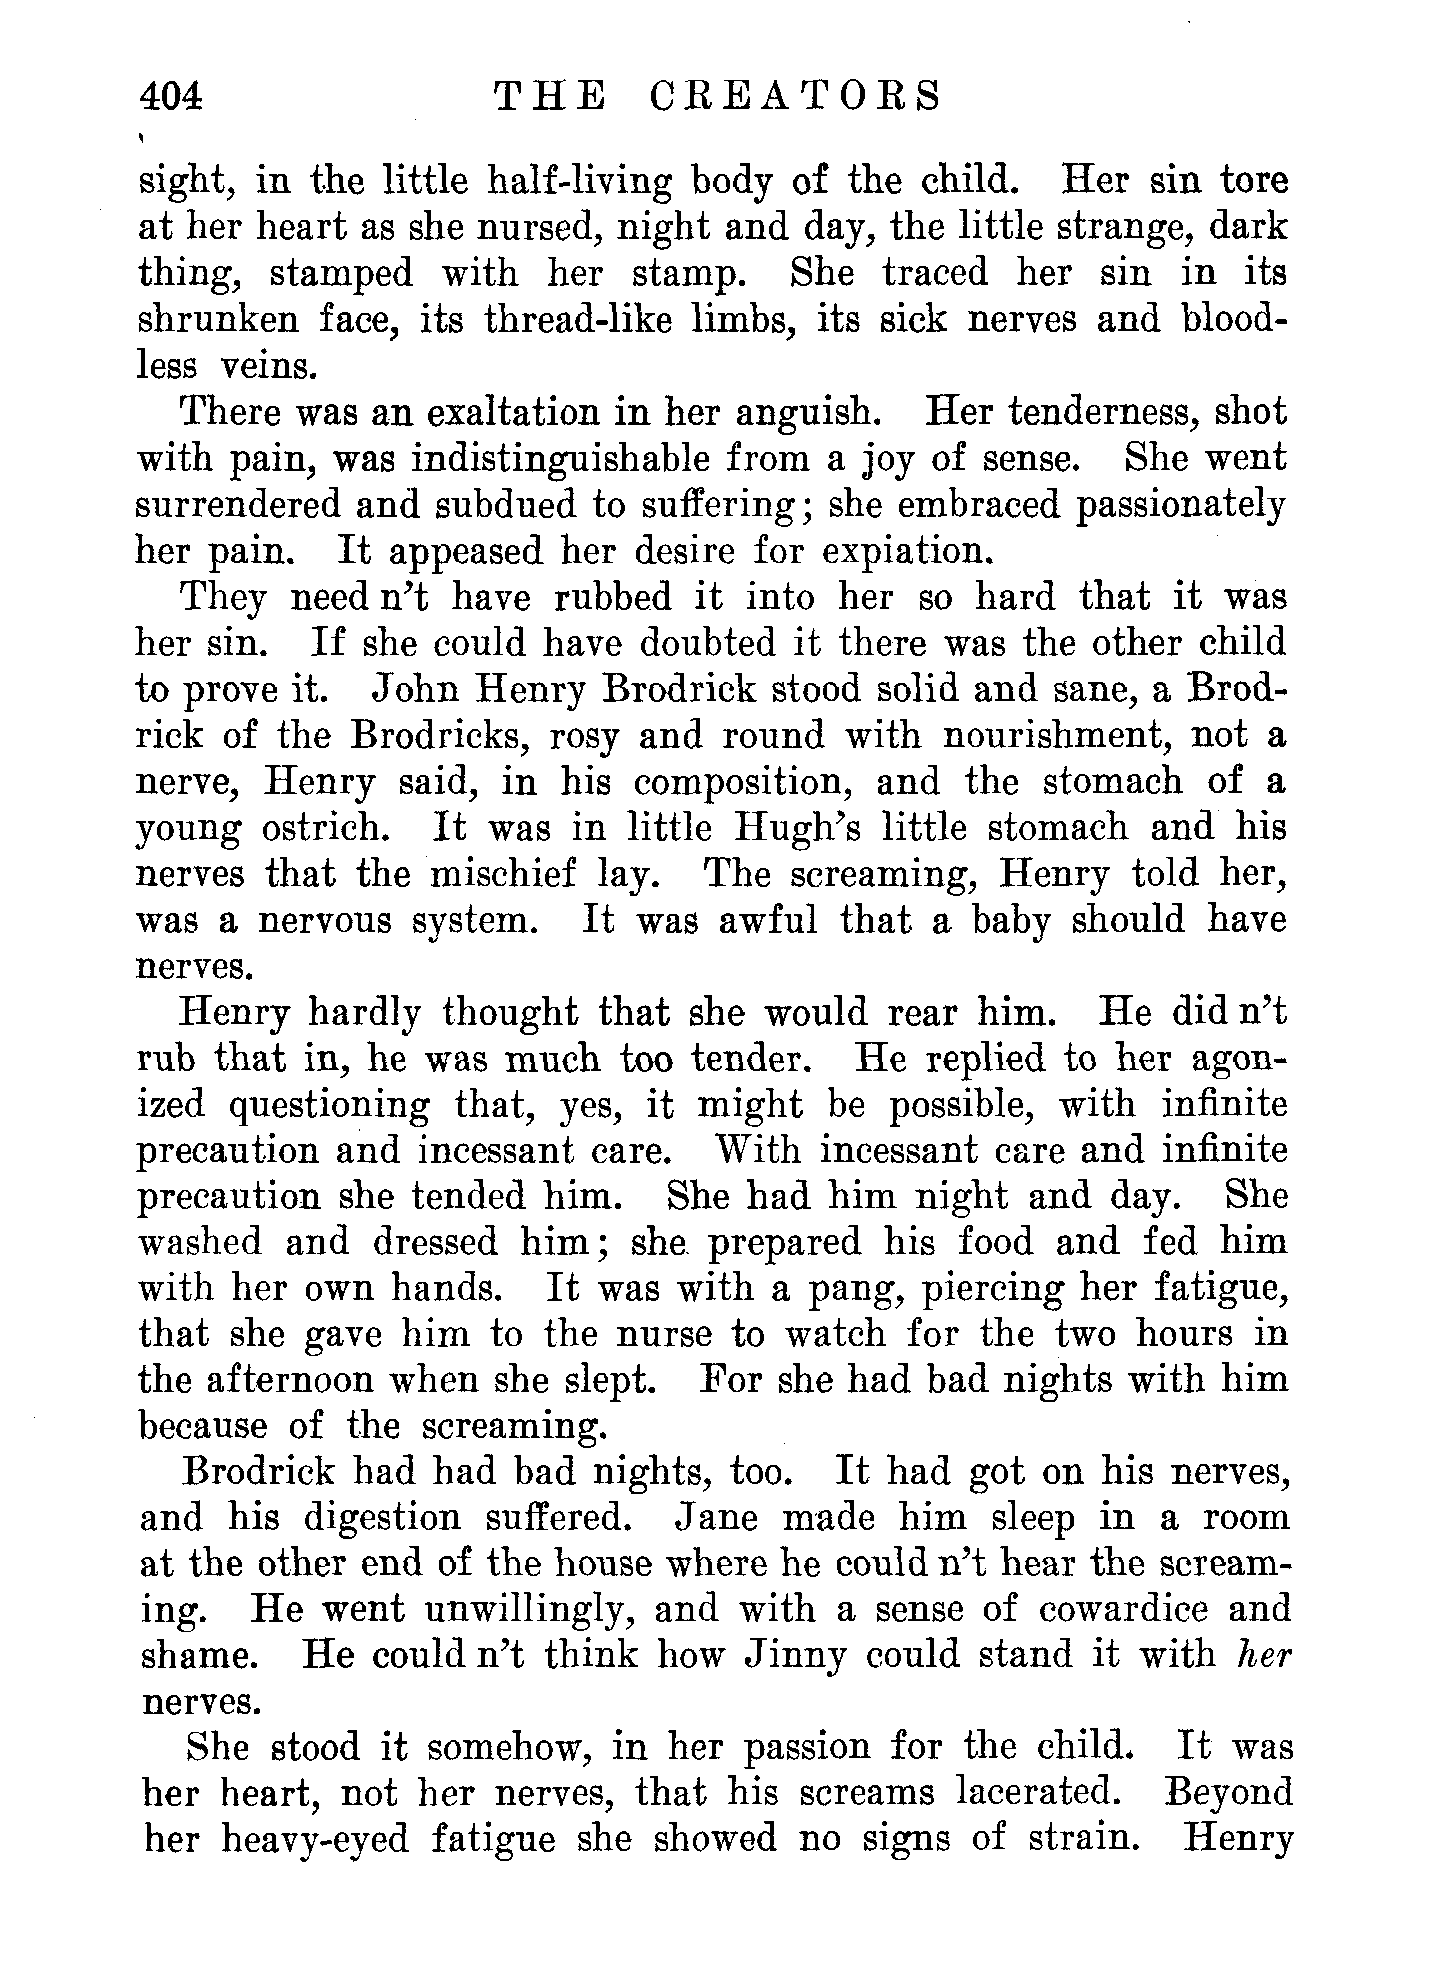 404 THE CREATORS
sight, in the little half-living body of the child. Her sin tore
at her heart as she nursed, night and day, the little strange, dark
thing, stamped with her stamp. She traced her sin in its
shrunken face, its thread-like limbs, its sick nerves and blood-
less veins.
There was an exaltation in her anguish. Her tenderness, shot
with pain, was indistinguishable from a joy of sense. She went
surrendered and subdued to suffering; she embraced passionately
her pain. It appeased her desire for expiation.
They need n't have rubbed it into her so hard that it was
her sin. If she could have doubted it there was the other child
to prove it. John Henry Brodrick stood solid and sane, a Brod-
rick of the Brodricks, rosy and round with nourishment, not a
nerve, Henry said, in his composition, and the stomach of a
young ostrich. It was in little Hugh's little stomach and his
nerves that the mischief lay. The screaming, Henry told her,
was a nervous system. It was awful that a baby should have
nerves.
Henry hardly thought that she would rear him. He did n't
rub that in, he was much too tender. He replied to her agon-
ized questioning that, yes, it might be possible, with infinite
precaution and incessant care. With incessant care and infinite
precaution she tended him. She had him night and day. She
washed and dressed him; she prepared his food and fed him
with her own hands. It was with a pang, piercing her fatigue,
that she gave him to the nurse to watch for the two hours in
the afternoon when she slept. For she had bad nights with him
because of the screaming.
Brodrick had had bad nights, too. It had got on his nerves,
and his digestion suffered. Jane made him sleep in a room
at the other end of the house where he could n't hear the scream-
ing. He went unwillingly, and with a sense of cowardice and
shame. He could n't think how Jinny could stand it with her
nerves.
She stood it somehow, in her passion for the child. It was
her heart, not her nerves, that his screams lacerated. Beyond
her heavy-eyed fatigue she showed no signs of strain. Henry